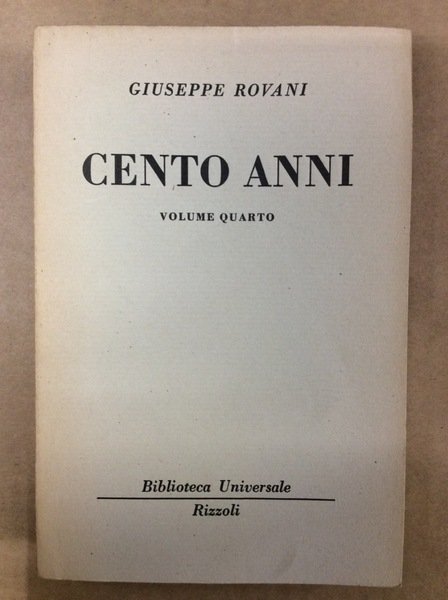 GIUSEPPE ROVANI
CENTO ANNI
VOLUME QUARTO
Biblioteca Universale
Rizzoli